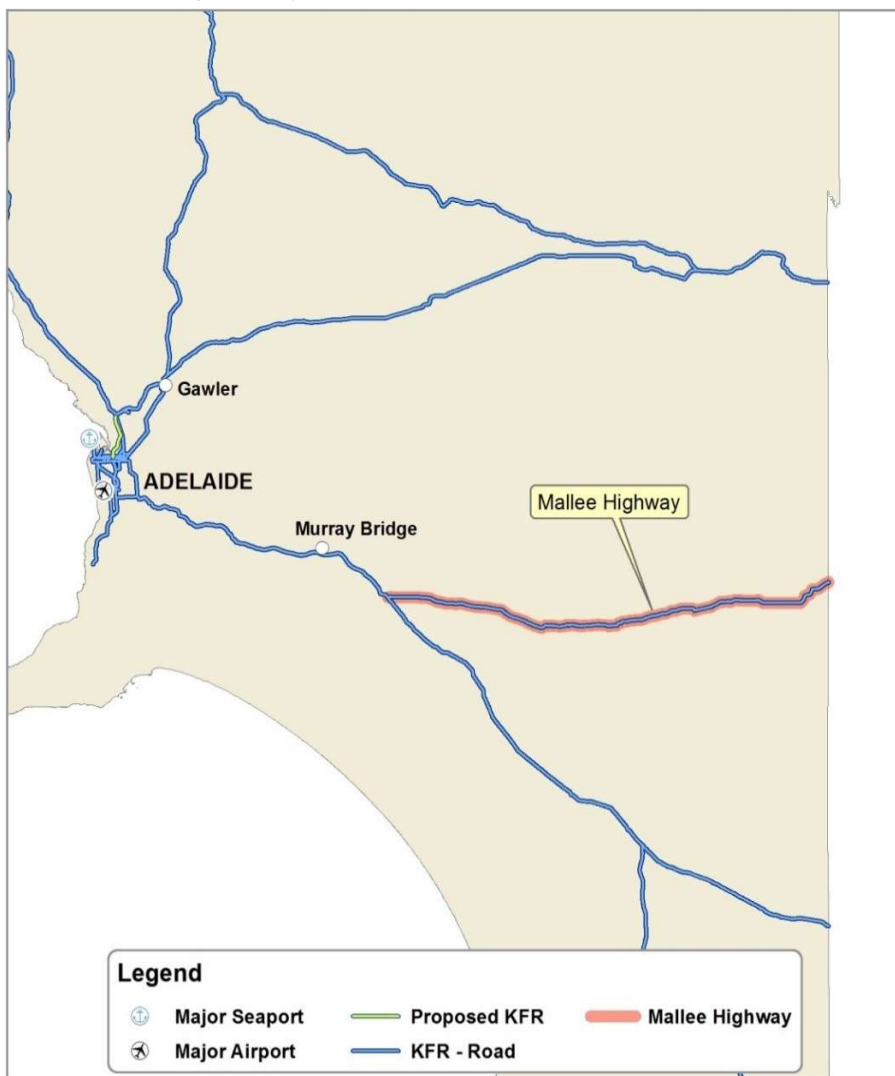 Gawler
ADELAIDE
Mallee Highway
Murray Bridge
Legend
Major Seaport
Proposed KFR
Mallee Highway
Major Airport
KFR - Road